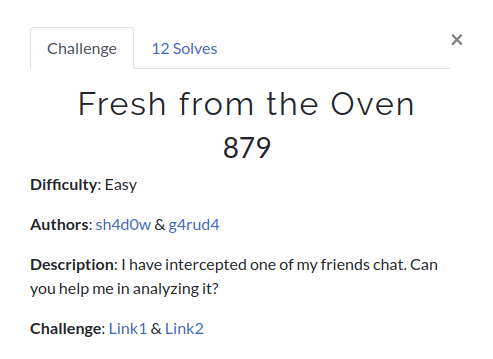 Challenge
12 Solves
×
Fresh from the Oven
879
Difficulty: Easy
Authors: sh4d0w & g4rud4
Description: I have intercepted one of my friends chat. Can
you help me in analyzing it?
Challenge: Link1 & Link2